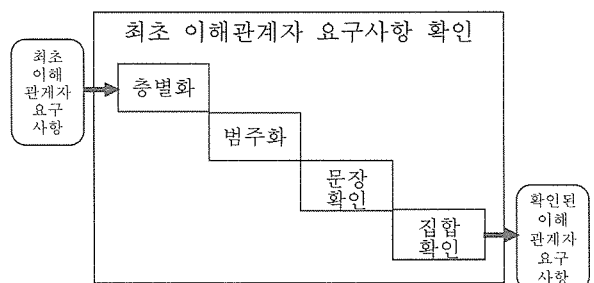 최초 이해관계자 요구사항 확인
최초
이해
관계자
요구
사항
층별화
범주화
문장
확인
집합
확인
확인된
이해
관계자
요구
사항